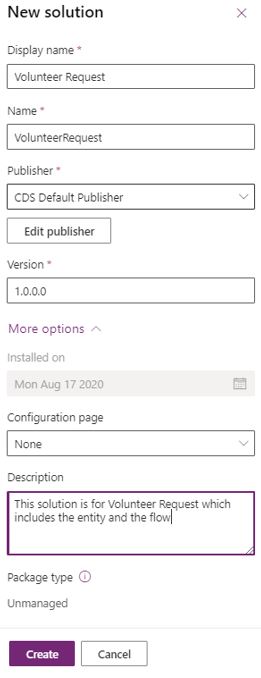 New solution
Display name *
Volunteer Request
Name *
VolunteerRequest
Publisher *
CDS Default Publisher
Edit publisher
Version *
1.0.0.0
More options
Installed on
Mon Aug 17 2020
Configuration page
None
Description
This solution is for Volunteer Request which
includes the entity and the flow
Package type
Unmanaged
Create Cancel